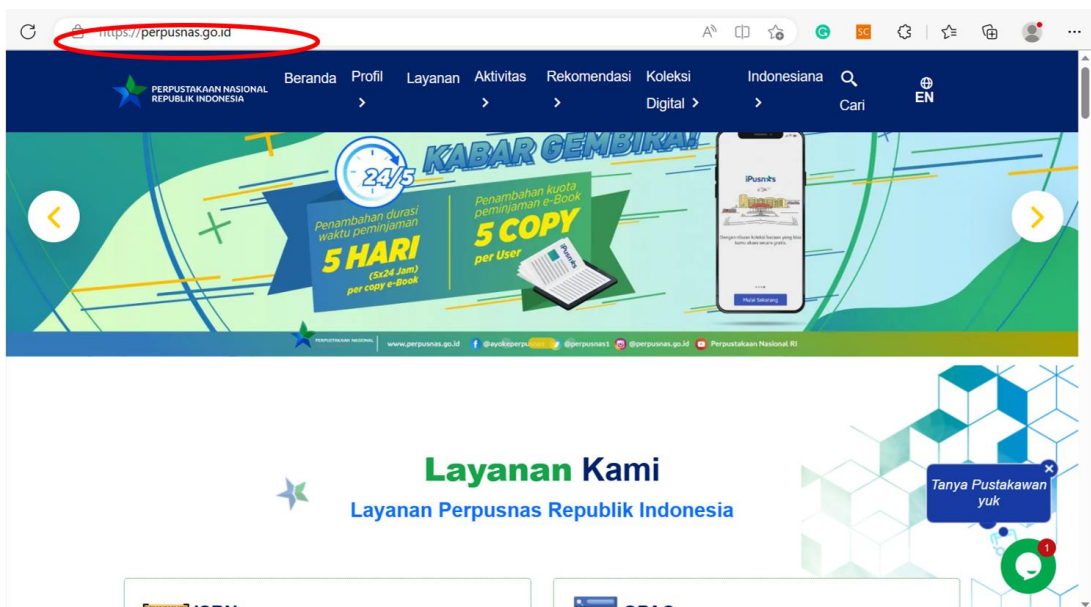 https://perpusnas.go.id
SC
PERPUSTAKAAN NASIONAL
REPUBLIK INDONESIA
Beranda
Profil
Layanan
Aktivitas
Rekomendasi
Koleksi
Digital
Indonesiana
Cari
EN
KABAR GEMBIRA!
24/5
Penambahan durasi
waktu peminjaman
5 HARI
(5x24 Jam)
per copy e-Book
Penambahan kuota
peminjaman e-Book
5 COPY
per User
iPusnas
Mulai Sekarang
PERPUSTAKAAN NASIONAL
www.perpusnas.go.id
@perpusnas1
@perpusnas.go.id
Perpustakaan Nasional RI
Layanan Kami
Layanan Perpusnas Republik Indonesia
Tanya Pustakawan
yuk
1